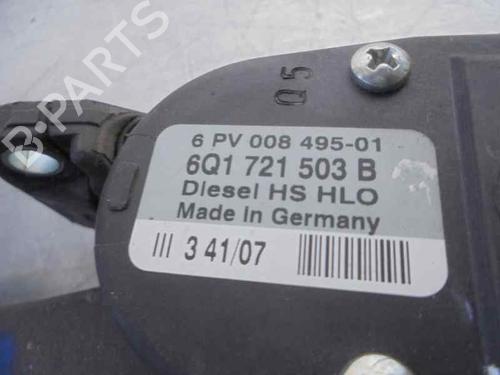 Q5
6 PV 008 495-01
6Q1 721 503 B
Diesel HS HLO
Made in Germany
III 3 41/07
B-PARTS